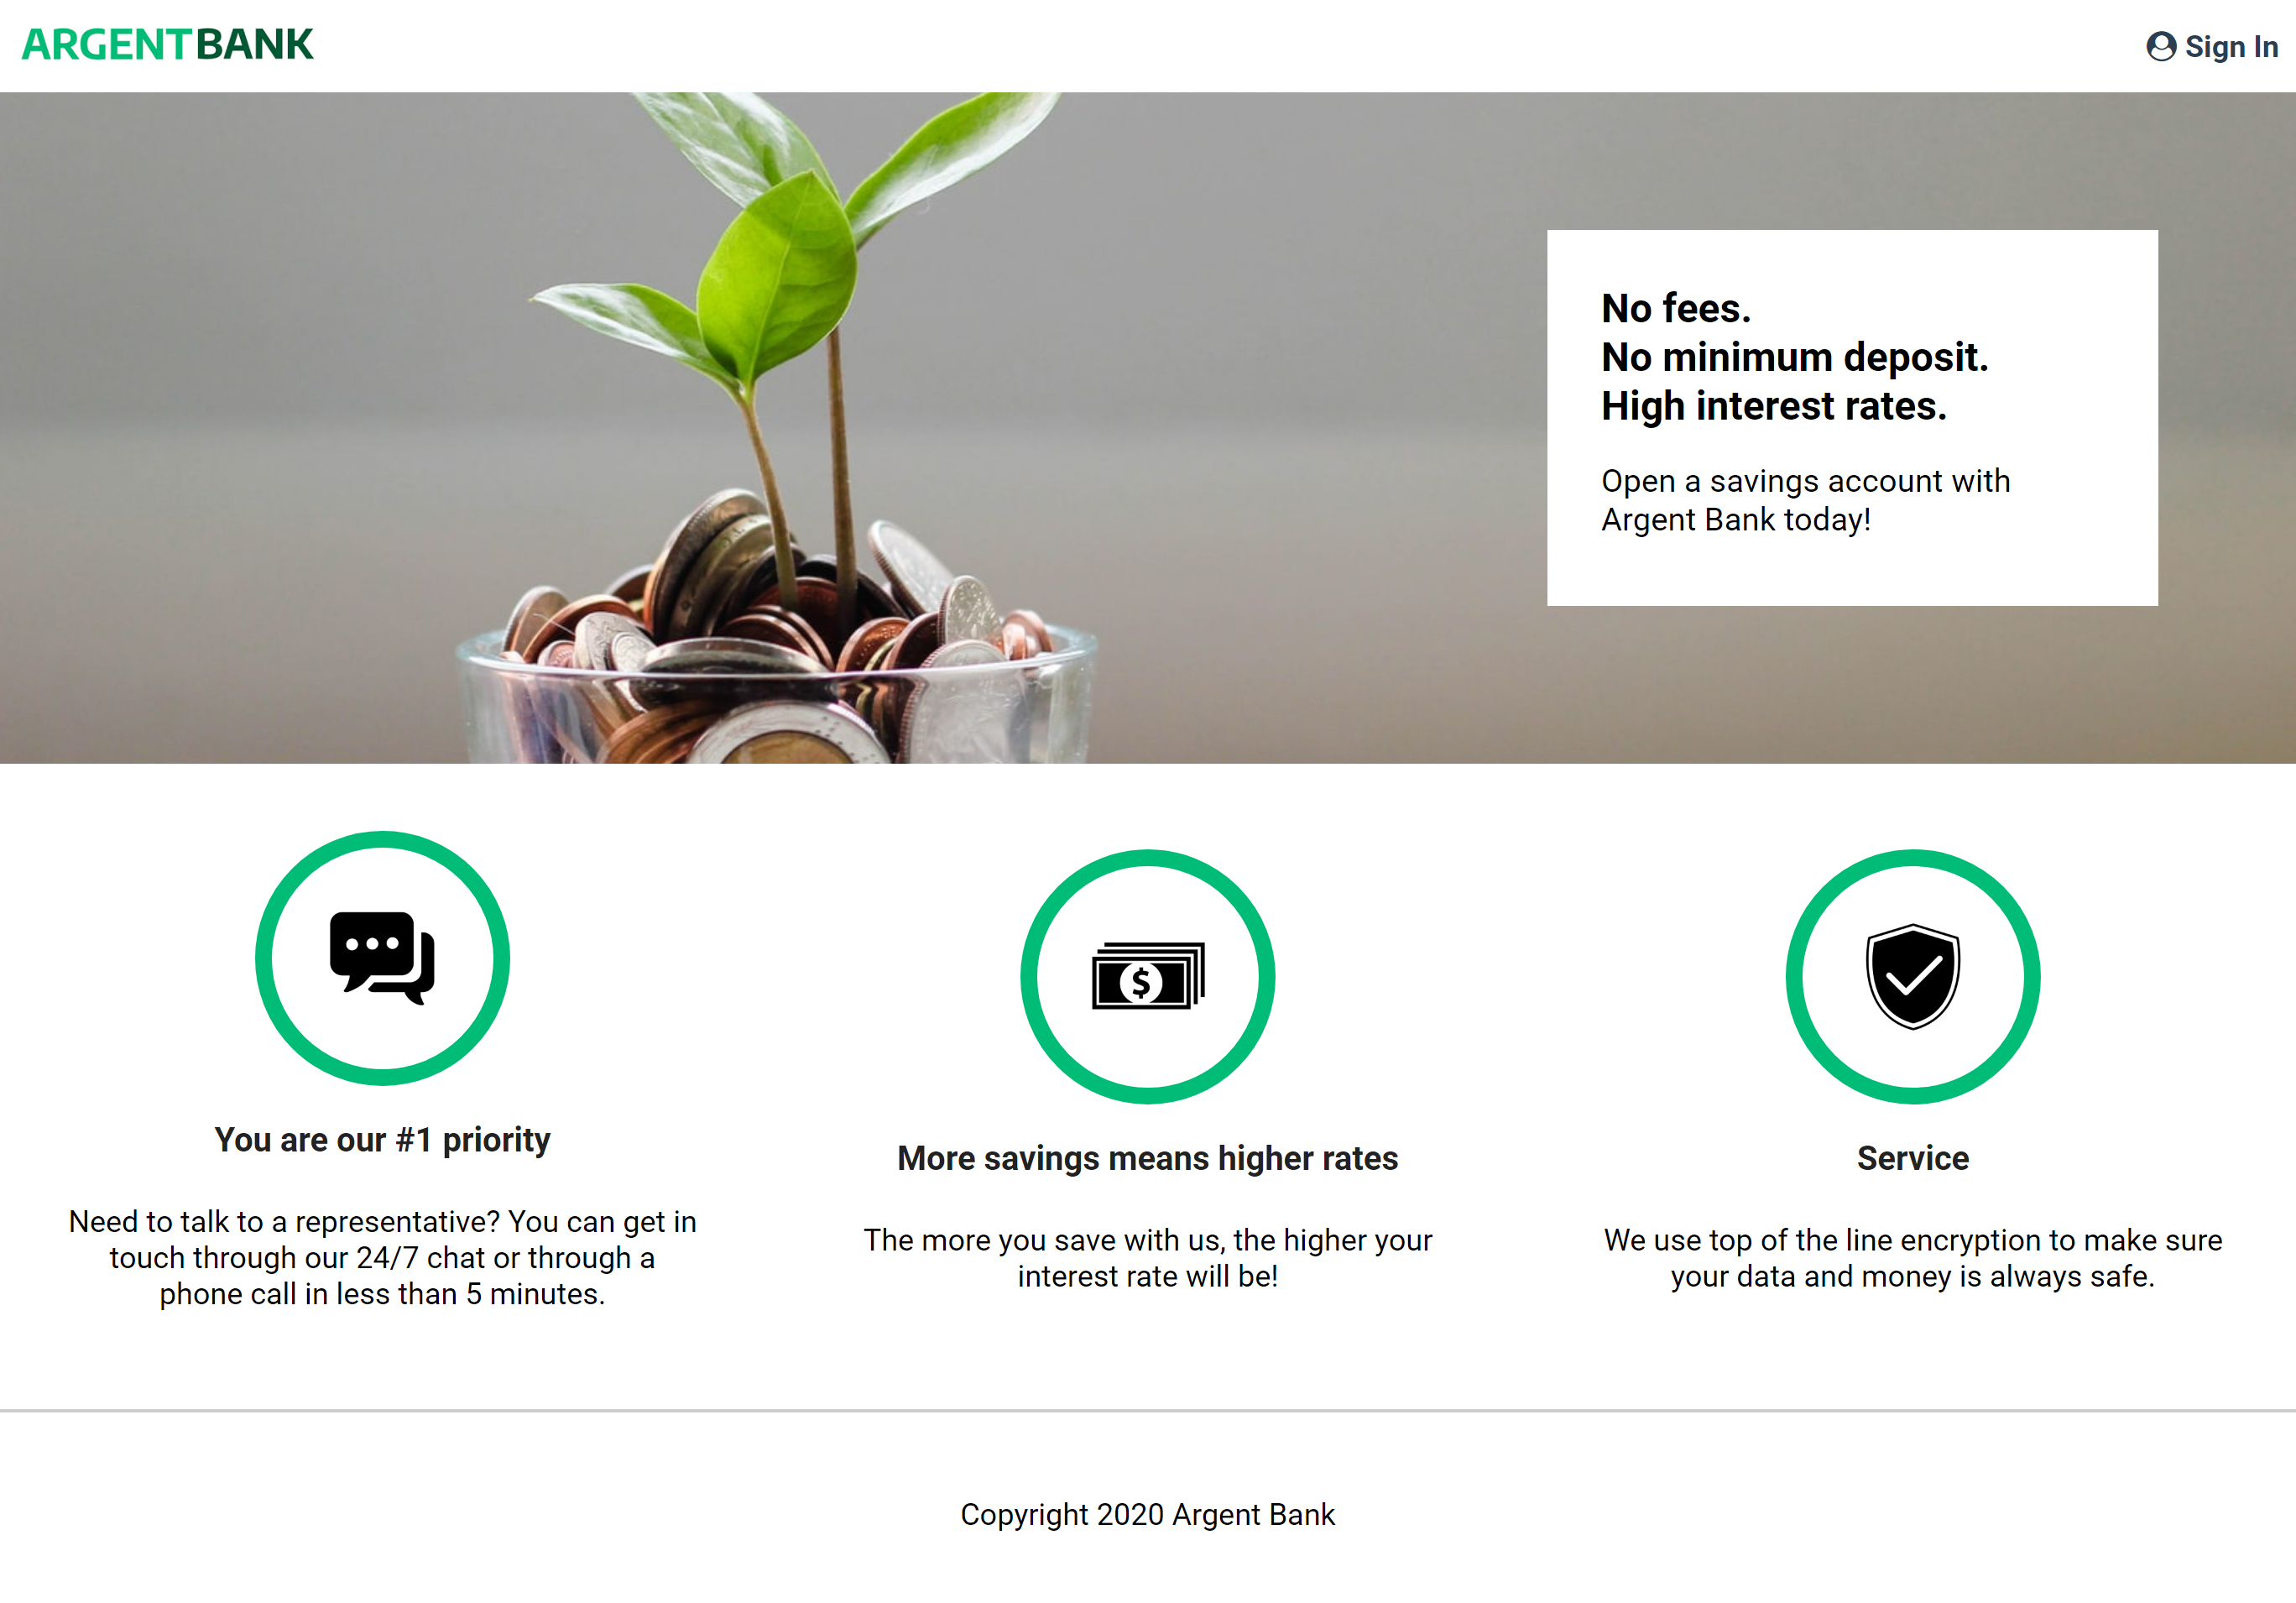 ARGENTBANK
Sign In
No fees.
No minimum deposit.
High interest rates.
Open a savings account with
Argent Bank today!
$
You are our #1 priority
Need to talk to a representative? You can get in
touch through our 24/7 chat or through a
phone call in less than 5 minutes.
More savings means higher rates
The more you save with us, the higher your
interest rate will be!
Service
We use top of the line encryption to make sure
your data and money is always safe.
Copyright 2020 Argent Bank